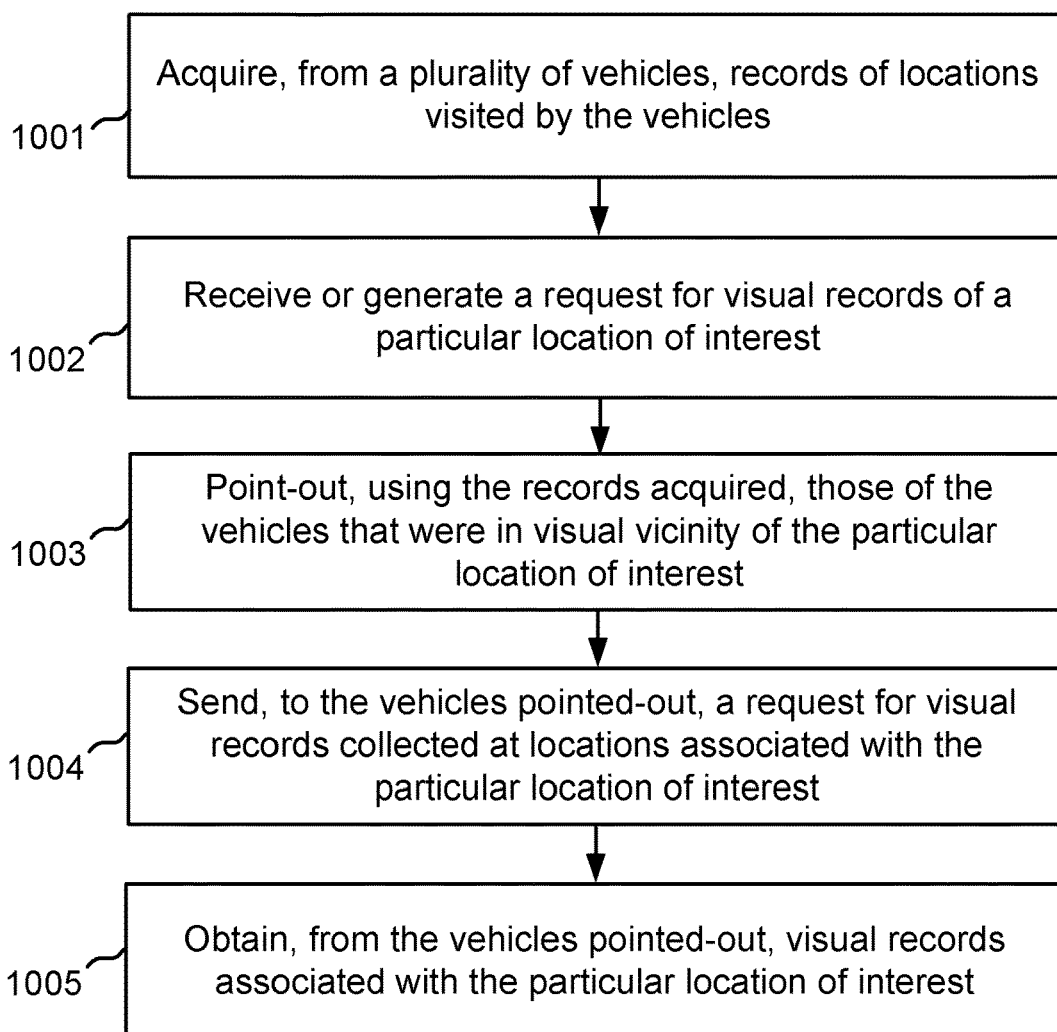 Acquire, from a plurality of vehicles, records of locations
visited by the vehicles
1001
Receive or generate a request for visual records of a
particular location of interest
1002
Point-out, using the records acquired, those of the
vehicles that were in visual vicinity of the particular
location of interest
1003
Send, to the vehicles pointed-out, a request for visual
records collected at locations associated with the
particular location of interest
1004
Obtain, from the vehicles pointed-out, visual records
associated with the particular location of interest
1005